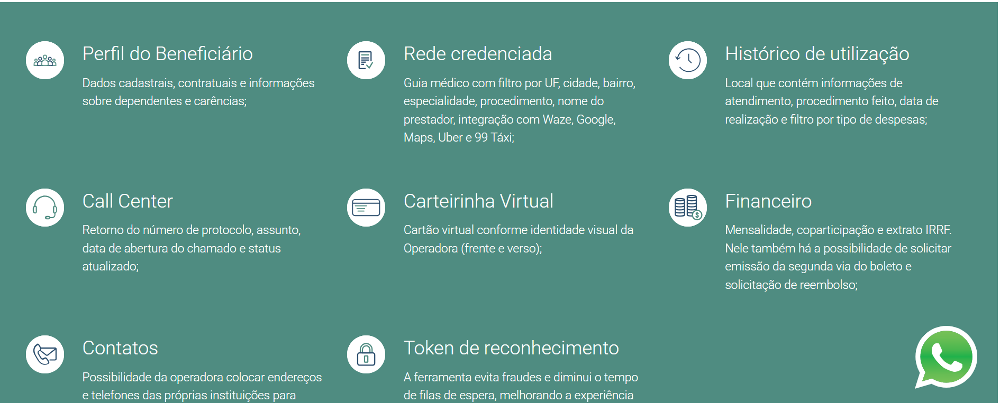 Perfil do Beneficiário
Dados cadastrais, contratuais e informações
sobre dependentes e carências;
Rede credenciada
Guia médico com filtro por UF, cidade, bairro,
especialidade, procedimento, nome do
prestador, integração com Waze, Google,
Maps, Uber e 99 Táxi;
Histórico de utilização
Local que contém informações de
atendimento, procedimento feito, data de
realização e filtro por tipo de despesas;
Call Center
Retorno do número de protocolo, assunto,
data de abertura do chamado e status
atualizado;
Carteirinha Virtual
Cartão virtual conforme identidade visual da
Operadora (frente e verso);
Financeiro
Mensalidade, coparticipação e extrato IRRF.
Nele também há a possibilidade de solicitar
emissão da segunda via do boleto e
solicitação de reembolso;
Contatos
Possibilidade da operadora colocar endereços
e telefones das próprias instituições para
Token de reconhecimento
A ferramenta evita fraudes e diminui o tempo
de filas de espera, melhorando a experiência